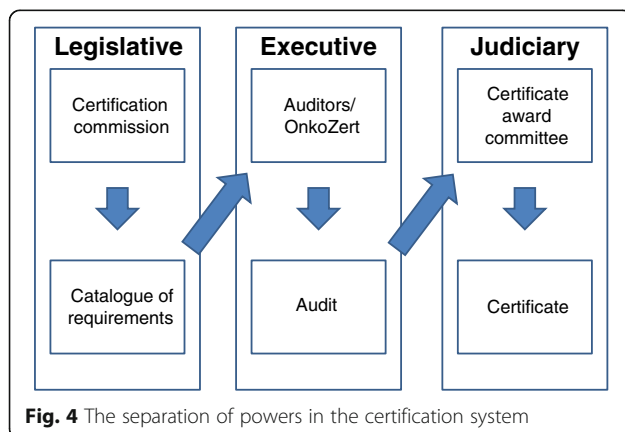 Legislative
Certification
commission
Catalogue of
requirements
Executive
Auditors/
OnkoZert
Audit
Judiciary
Certificate
award
committee
Certificate
Fig. 4 The separation of powers in the certification system